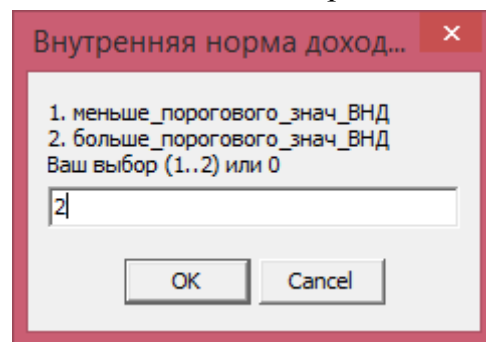 Внутренняя норма доход...
1. меньше_порогового_знач_ВНД
2. больше_порогового_знач_ВНД
Ваш выбор (1..2) или 0
2
OK Cancel